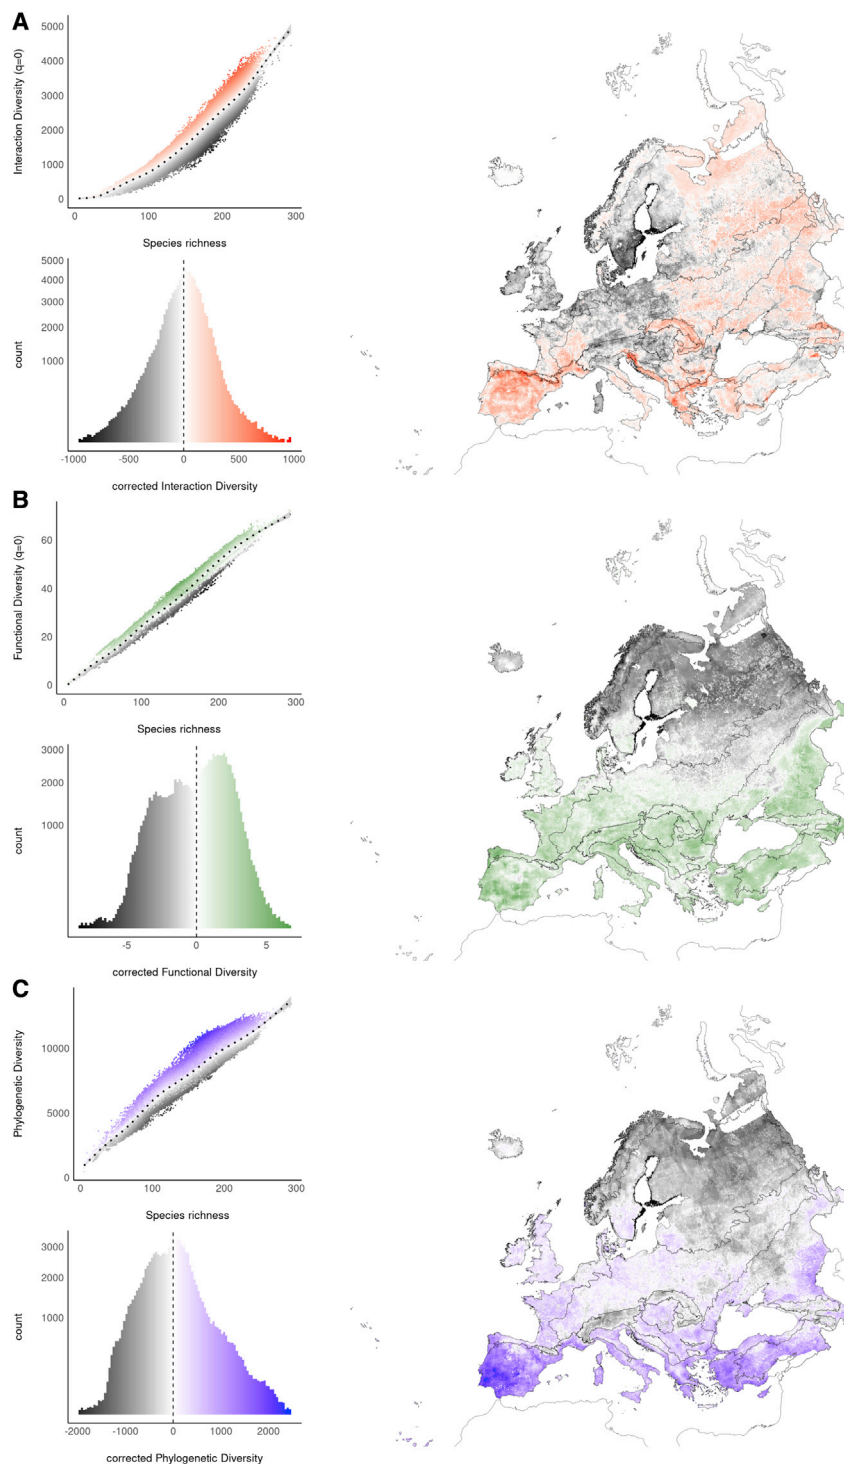 A
Interaction Diversity (q=0)
5000
4000
3000
2000
1000
0
0 100 200 300
Species richness
count
5000
4000
3000
2000
1000
-1000 -500 0 500 1000
corrected Interaction Diversity
B
Functional Diversity (q=0)
60
40
20
0
0 100 200 300
Species richness
count
3000
2000
1000
-5 0 5
corrected Functional Diversity
C
Phylogenetic Diversity
10000
5000
0
0 100 200 300
Species richness
count
3000
2000
1000
-2000 -1000 0 1000 2000
corrected Phylogenetic Diversity